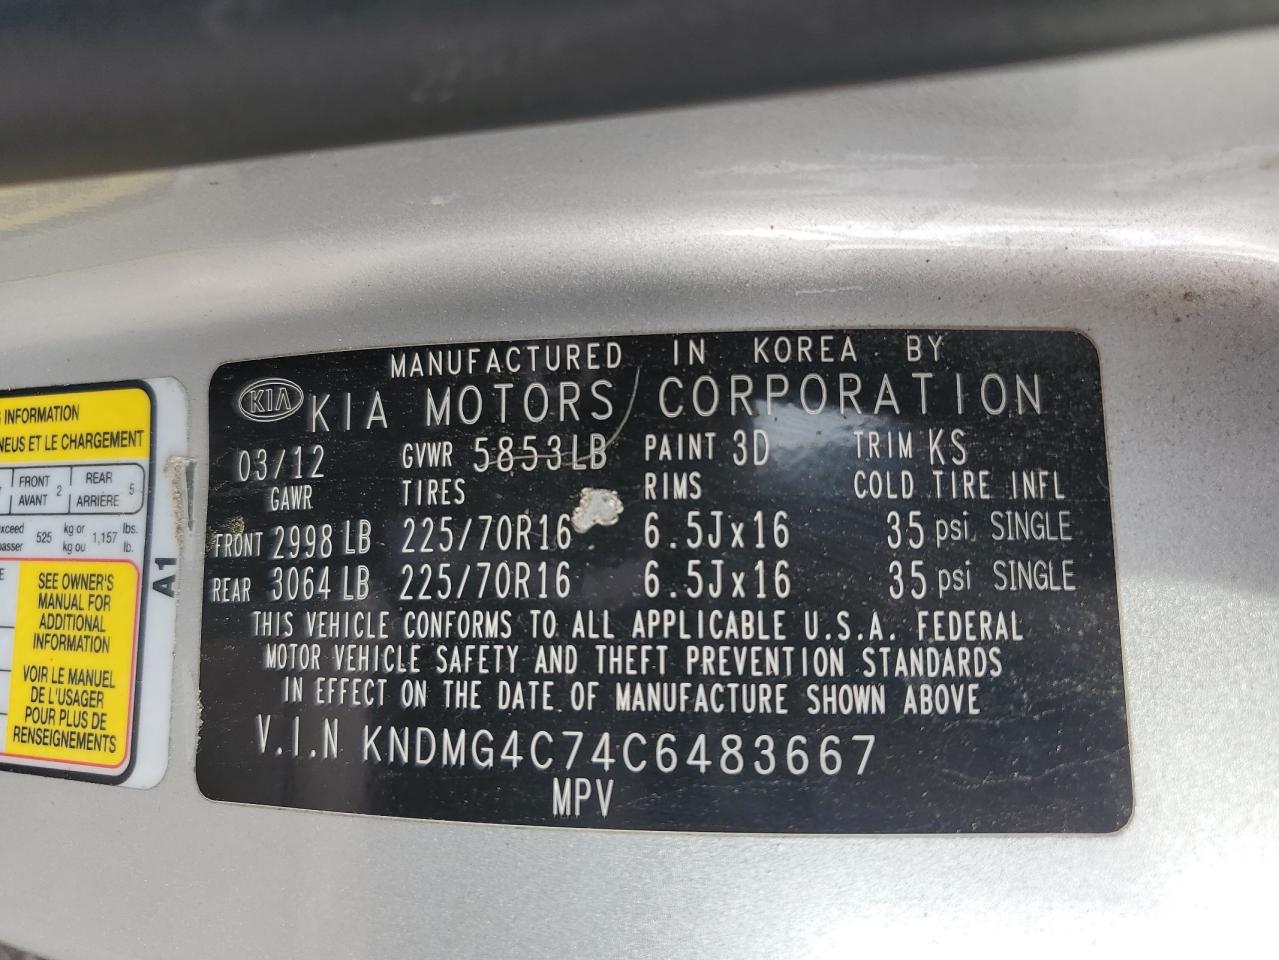 MANUFACTURED IN KOREA BY
KIA KIA MOTORS CORPORATION
03/12 GVWR 5853LB PAINT 3D TRIM KS
GAWR TIRES RIMS COLD TIRE INFL
FRONT 2998 LB 225/70R16 6.5Jx16 35 psi, SINGLE
REAR 3064 LB 225/70R16 6.5Jx16 35 psi SINGLE
THIS VEHICLE CONFORMS TO ALL APPLICABLE U.S.A. FEDERAL
MOTOR VEHICLE SAFETY AND THEFT PREVENTION STANDARDS
IN EFFECT ON THE DATE OF MANUFACTURE SHOWN ABOVE
V.I.N KNDMG4C74C6483667
MPV
INFORMATION
ET LE CHARGEMENT
FRONT 2 REAR 5
AVANT ARRIÈRE
525 kg or 1,157 lbs.
kg ou lb.
SEE OWNER'S
MANUAL FOR
ADDITIONAL
INFORMATION
VOIR LE MANUEL
DE L'USAGER
POUR PLUS DE
RENSEIGNEMENTS
A1